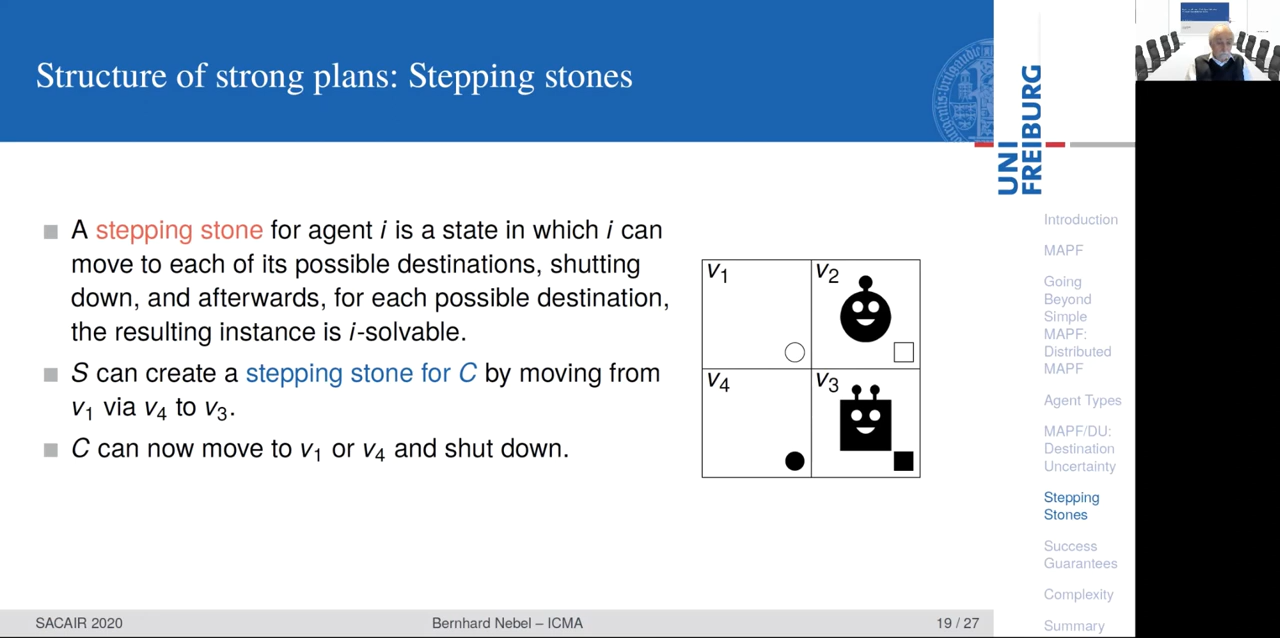 Structure of strong plans: Stepping stones
UNI
FREIBURG
A stepping stone for agent i is a state in which i can
move to each of its possible destinations, shutting
down, and afterwards, for each possible destination,
the resulting instance is i-solvable.
S can create a stepping stone for C by moving from
v1 via v4 to v3.
C can now move to v1 or v4 and shut down.
v1
v2
v4
v3
Introduction
MAPF
Going
Beyond
Simple
MAPF:
Distributed
MAPF
Agent Types
MAPF/DU:
Destination
Uncertainty
Stepping
Stones
Success
Guarantees
Complexity
Summary
SACAIR 2020
Bernhard Nebel – ICMA
19 / 27